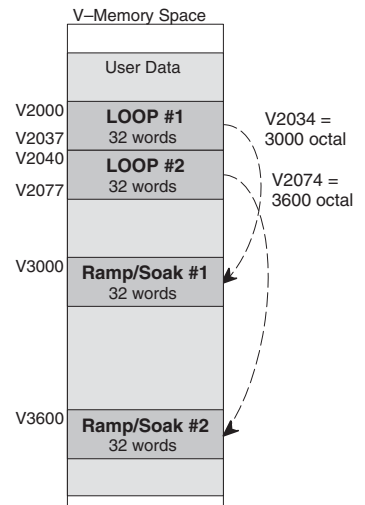 V–Memory Space
User Data
V2000
LOOP #1
V2037
32 words
V2034 =
3000 octal
V2040
LOOP #2
V2077
32 words
V2074 =
3600 octal
V3000
Ramp/Soak #1
32 words
V3600
Ramp/Soak #2
32 words